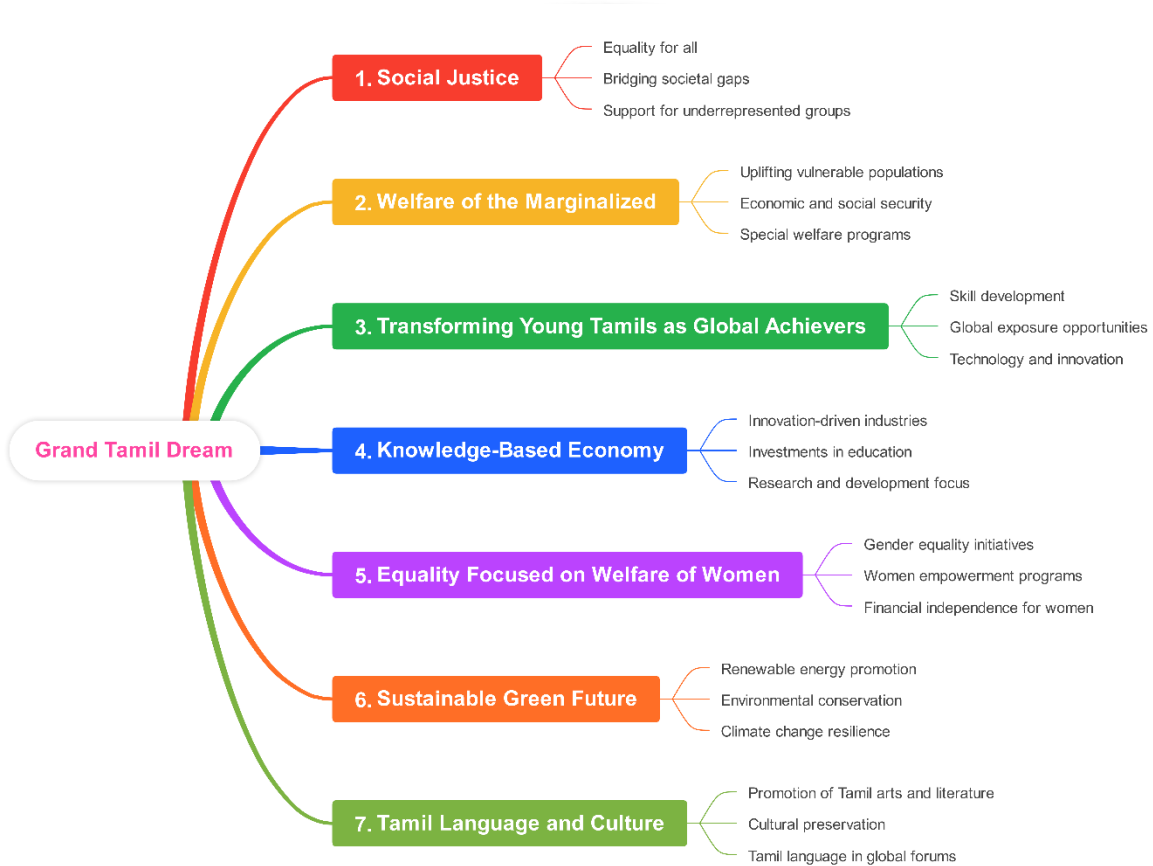 Grand Tamil Dream
1. Social Justice
Equality for all
Bridging societal gaps
Support for underrepresented groups
2. Welfare of the Marginalized
Uplifting vulnerable populations
Economic and social security
Special welfare programs
3. Transforming Young Tamils as Global Achievers
Skill development
Global exposure opportunities
Technology and innovation
4. Knowledge-Based Economy
Innovation-driven industries
Investments in education
Research and development focus
5. Equality Focused on Welfare of Women
Gender equality initiatives
Women empowerment programs
Financial independence for women
6. Sustainable Green Future
Renewable energy promotion
Environmental conservation
Climate change resilience
7. Tamil Language and Culture
Promotion of Tamil arts and literature
Cultural preservation
Tamil language in global forums